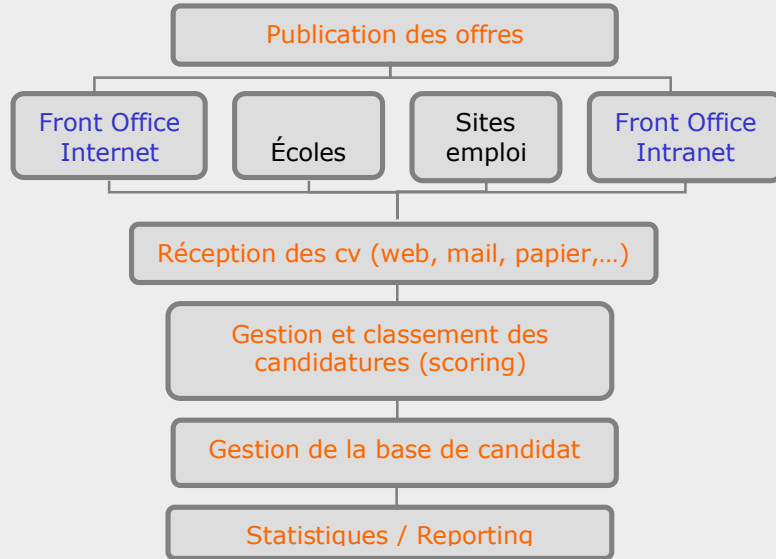 Publication des offres
Front Office
Internet
Écoles
Sites
emploi
Front Office
Intranet
Réception des cv (web, mail, papier,…)
Gestion et classement des
candidatures (scoring)
Gestion de la base de candidat
Statistiques / Reporting